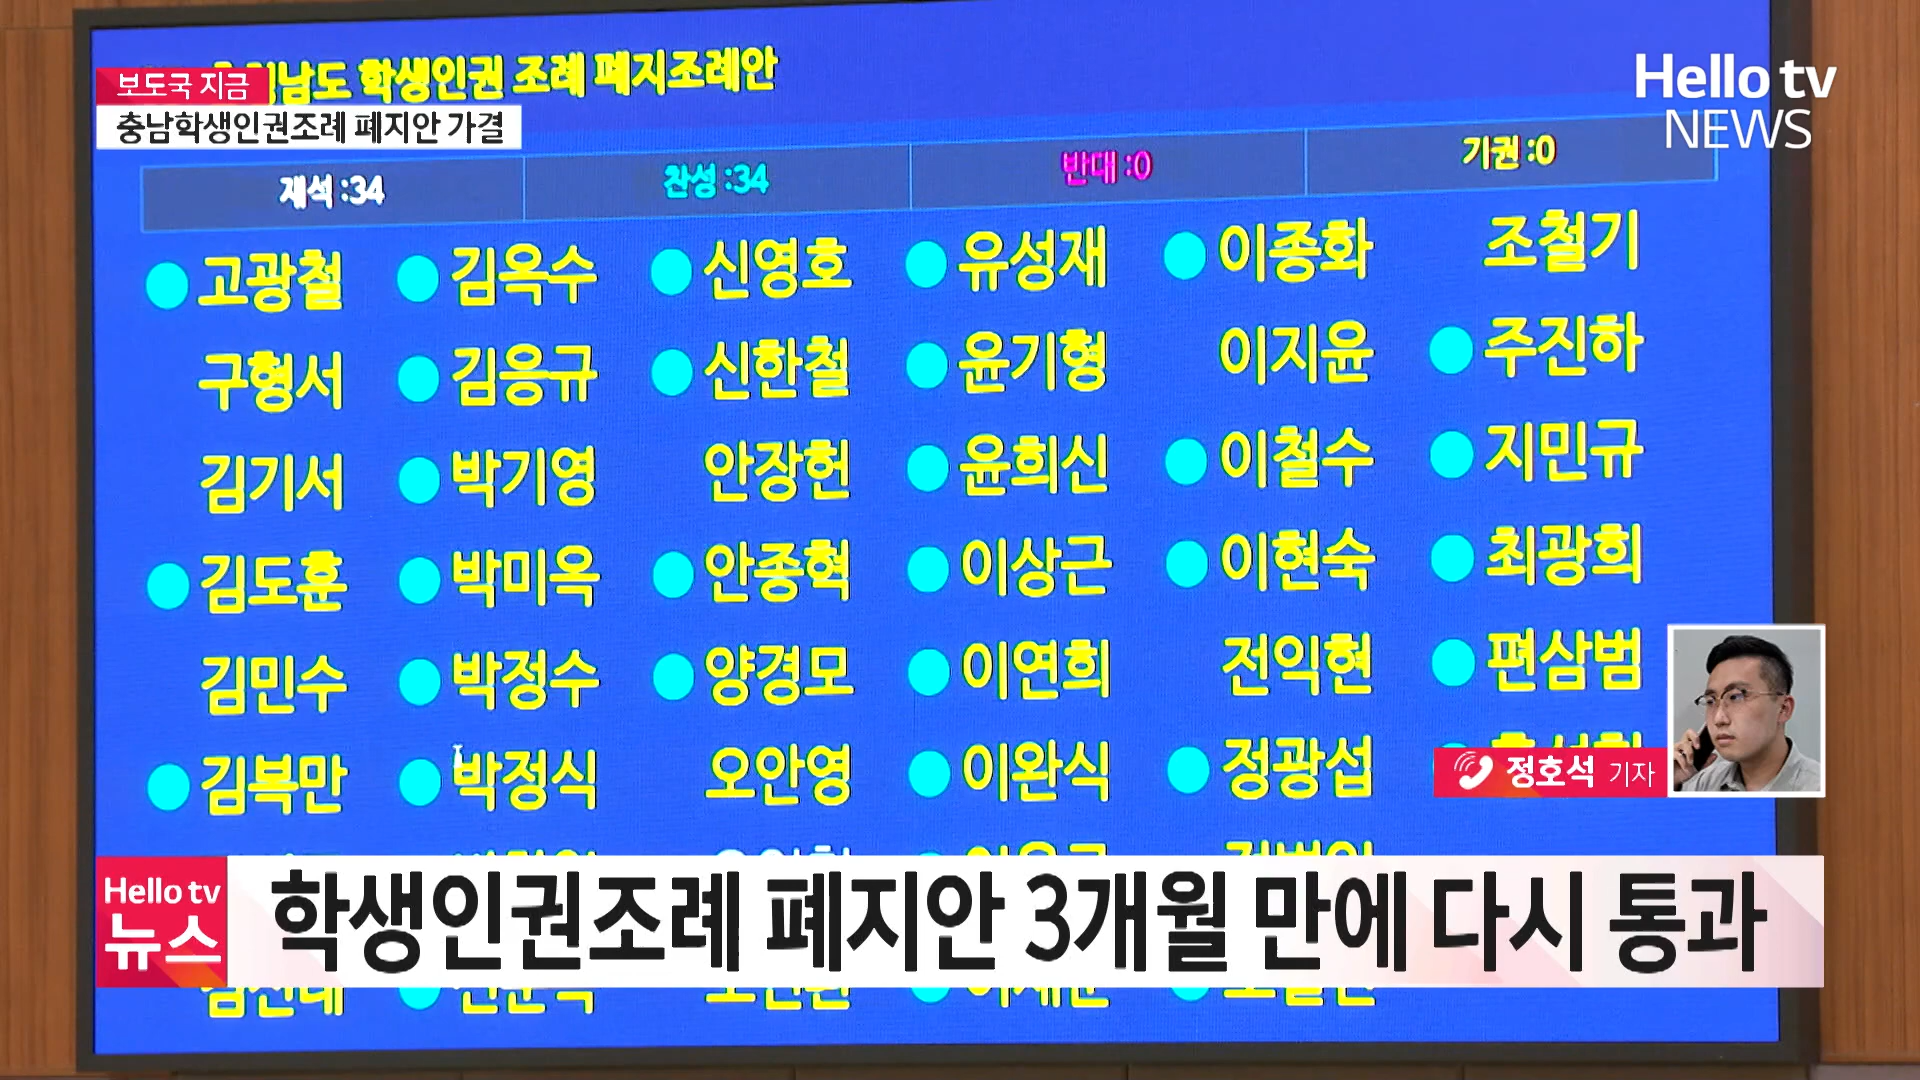 남도 학생인권 조례 폐지조례안
보도국 지금
충남학생인권조례 폐지안 가결
Hello tv
NEWS
재석 :34 찬성 :34 반대 :0 기권 :0
고광철 김옥수 신영호 유성재 이종화 조철기
구형서 김응규 신한철 윤기형 이지윤 주진하
김기서 박기영 안장헌 윤희신 이철수 지민규
김도훈 박미옥 안종혁 이상근 이현숙 최광희
김민수 박정수 양경모 이연희 전익현 편삼범
김복만 박정식 오안영 이완식 정광섭
정호석 기자
Hello tv
뉴스
학생인권조례 폐지안 3개월 만에 다시 통과